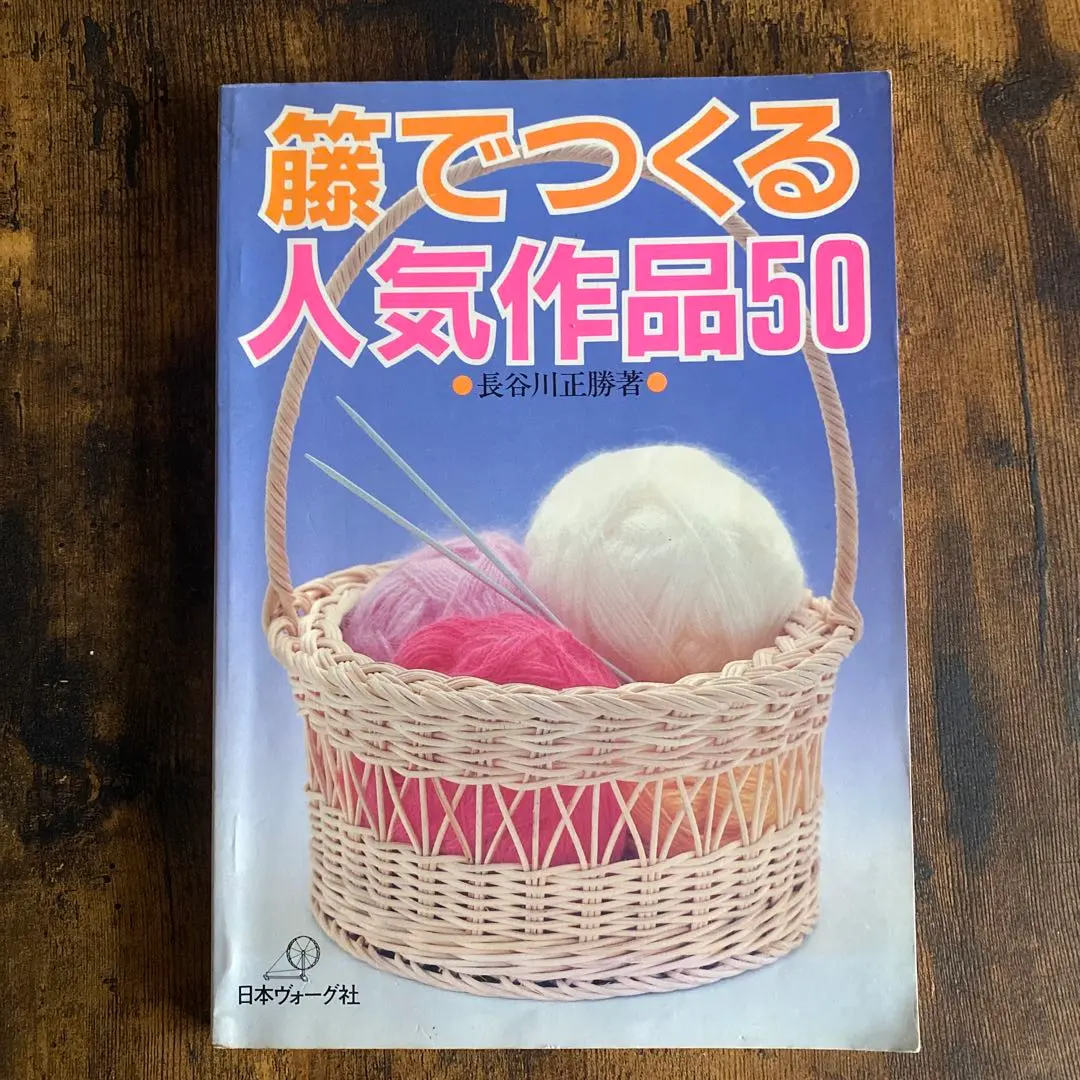 籐でつくる
人気作品50
●長谷川正勝著●
日本ヴォーグ社